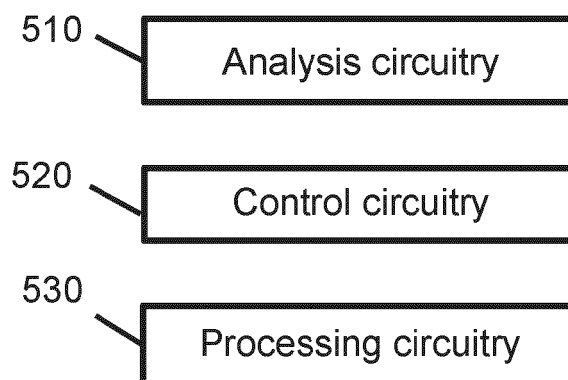 510
Analysis circuitry
520
Control circuitry
530
Processing circuitry